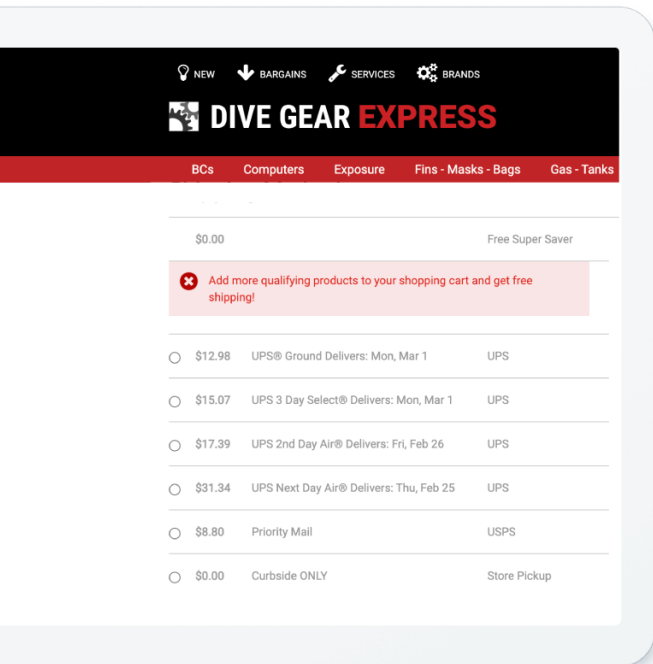 NEW BARGAINS SERVICES BRANDS
DIVE GEAR EXPRESS
BCs Computers Exposure Fins - Masks - Bags Gas - Tanks
$0.00 Free Super Saver
Add more qualifying products to your shopping cart and get free
shipping!
$12.98 UPS® Ground Delivers: Mon, Mar 1 UPS
$15.07 UPS 3 Day Select® Delivers: Mon, Mar 1 UPS
$17.39 UPS 2nd Day Air® Delivers: Fri, Feb 26 UPS
$31.34 UPS Next Day Air® Delivers: Thu, Feb 25 UPS
$8.80 Priority Mail USPS
$0.00 Curbside ONLY Store Pickup